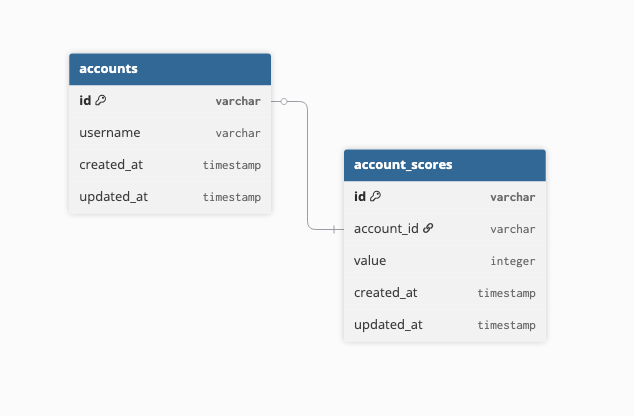 accounts
id varchar
username varchar
created_at timestamp
updated_at timestamp
account_scores
id varchar
account_id varchar
value integer
created_at timestamp
updated_at timestamp